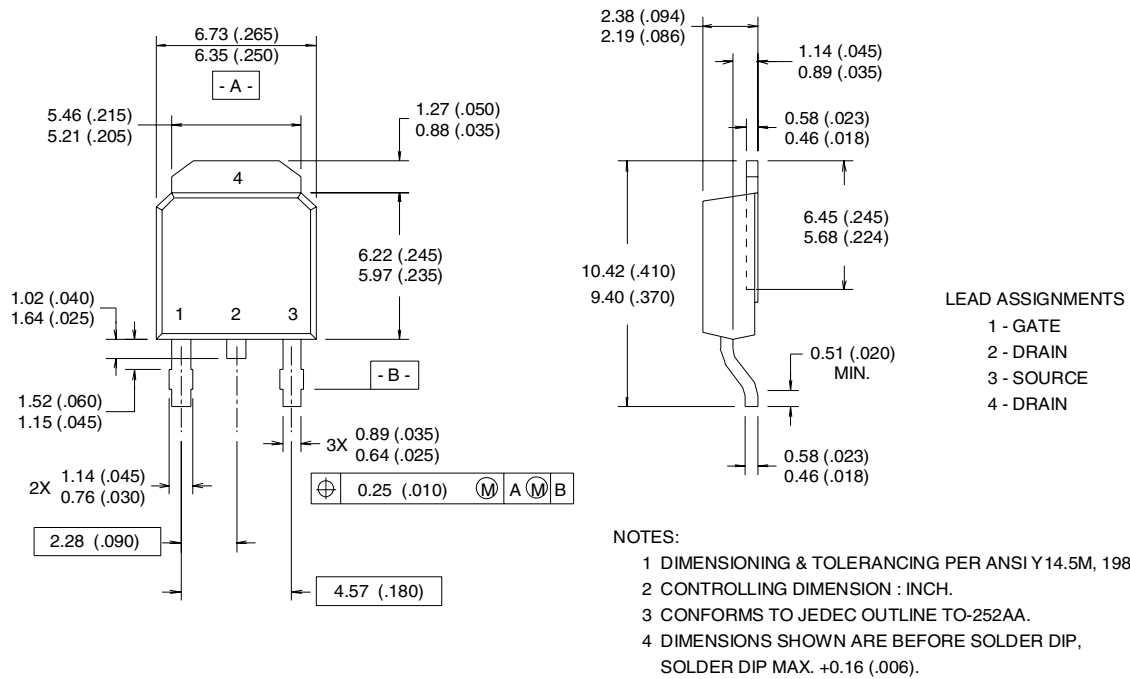 6.73 (.265)
6.35 (.250)
- A -
5.46 (.215)
5.21 (.205)
1.27 (.050)
0.88 (.035)
4
6.22 (.245)
5.97 (.235)
1.02 (.040)
1.64 (.025)
1 2 3
- B -
1.52 (.060)
1.15 (.045)
3X 0.89 (.035)
0.64 (.025)
2X 1.14 (.045)
0.76 (.030)
⌖ 0.25 (.010) Ⓜ A Ⓜ B
2.28 (.090)
4.57 (.180)
2.38 (.094)
2.19 (.086)
1.14 (.045)
0.89 (.035)
0.58 (.023)
0.46 (.018)
6.45 (.245)
5.68 (.224)
10.42 (.410)
9.40 (.370)
0.51 (.020)
MIN.
0.58 (.023)
0.46 (.018)
LEAD ASSIGNMENTS
1 - GATE
2 - DRAIN
3 - SOURCE
4 - DRAIN
NOTES:
1 DIMENSIONING & TOLERANCING PER ANSI Y14.5M, 198
2 CONTROLLING DIMENSION : INCH.
3 CONFORMS TO JEDEC OUTLINE TO-252AA.
4 DIMENSIONS SHOWN ARE BEFORE SOLDER DIP,
SOLDER DIP MAX. +0.16 (.006).